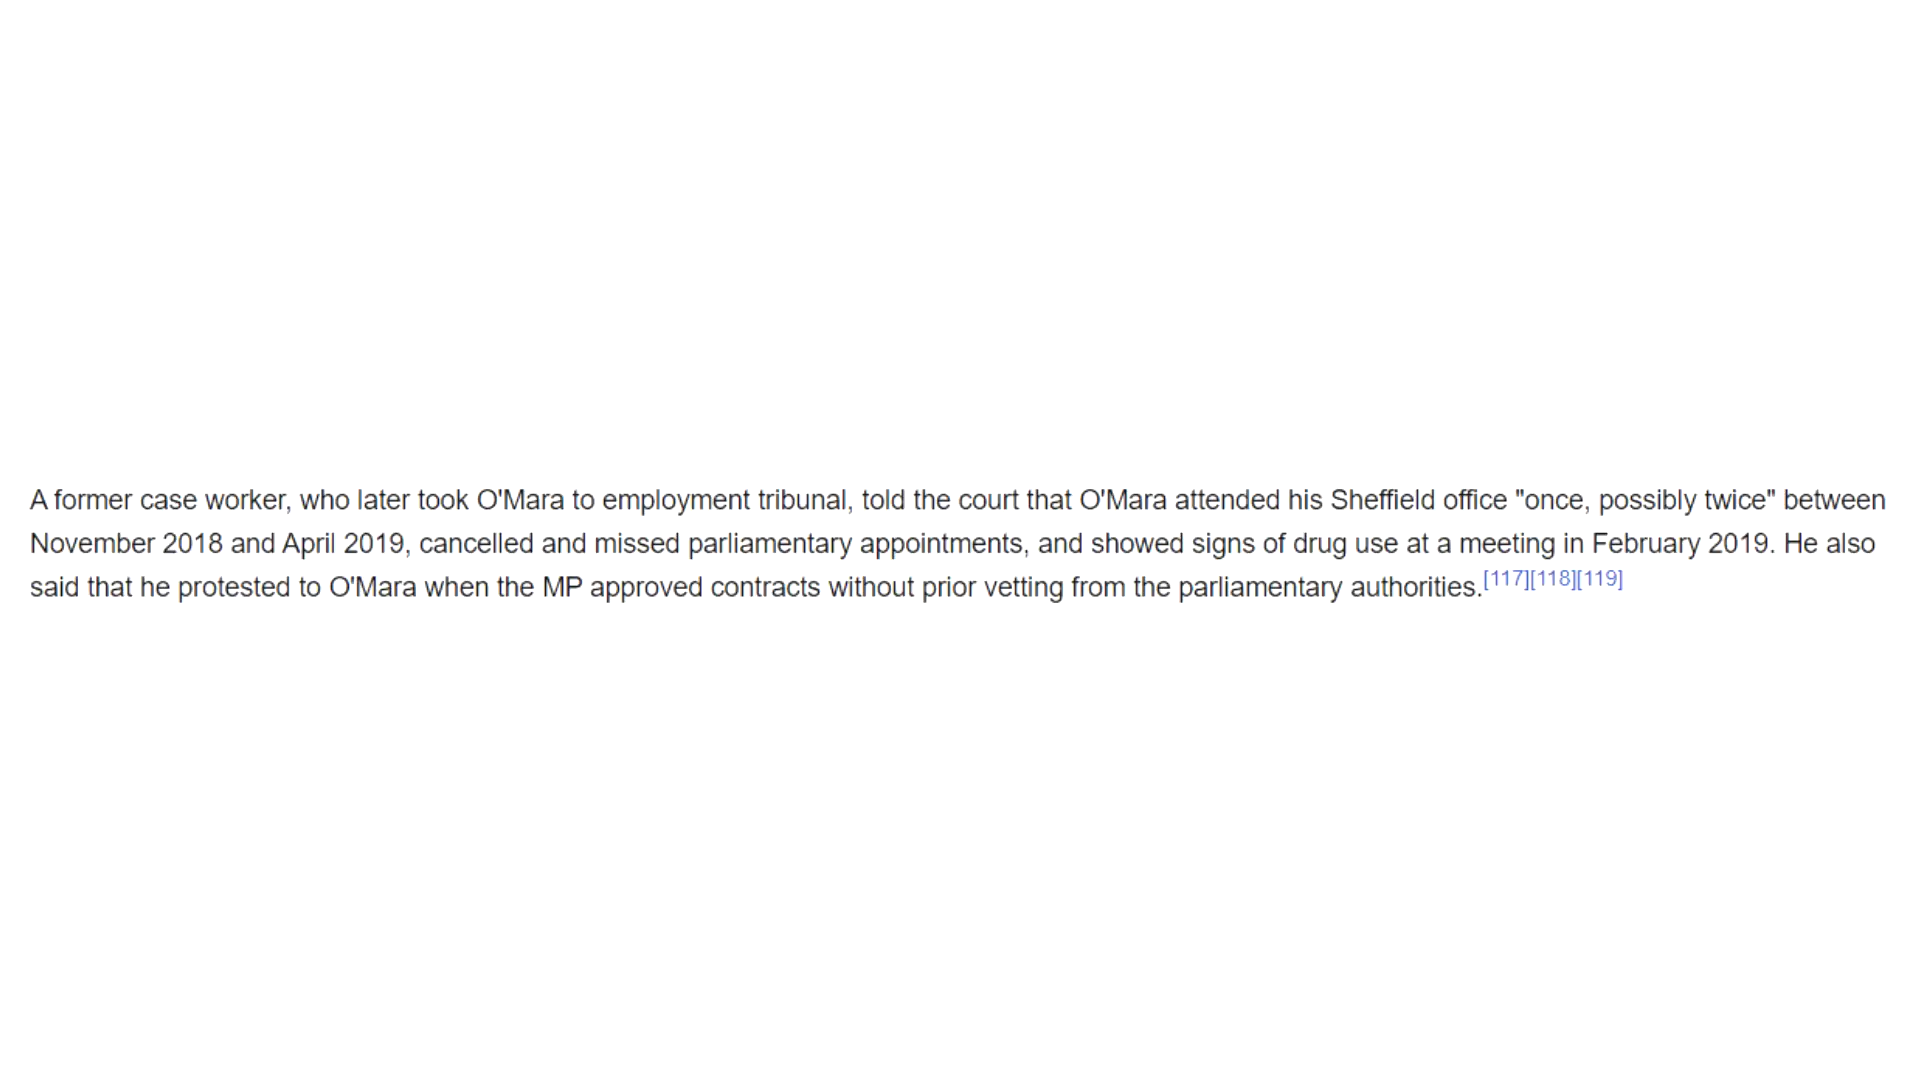 A former case worker, who later took O'Mara to employment tribunal, told the court that O'Mara attended his Sheffield office "once, possibly twice" between
November 2018 and April 2019, cancelled and missed parliamentary appointments, and showed signs of drug use at a meeting in February 2019. He also
said that he protested to O'Mara when the MP approved contracts without prior vetting from the parliamentary authorities.[117][118][119]